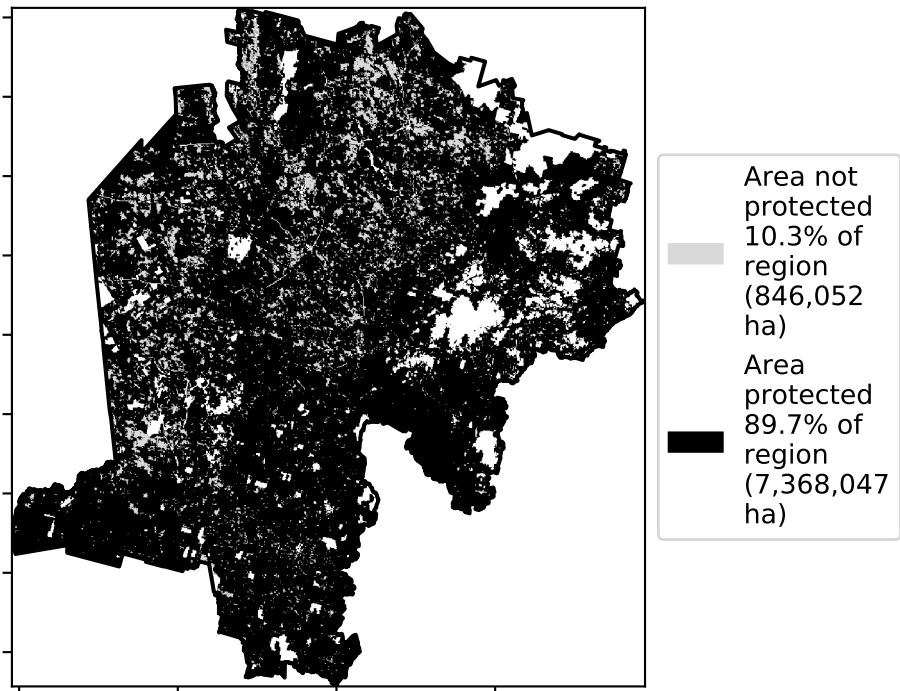 Area not
protected
10.3% of
region
(846,052
ha)
Area
protected
89.7% of
region
(7,368,047
ha)